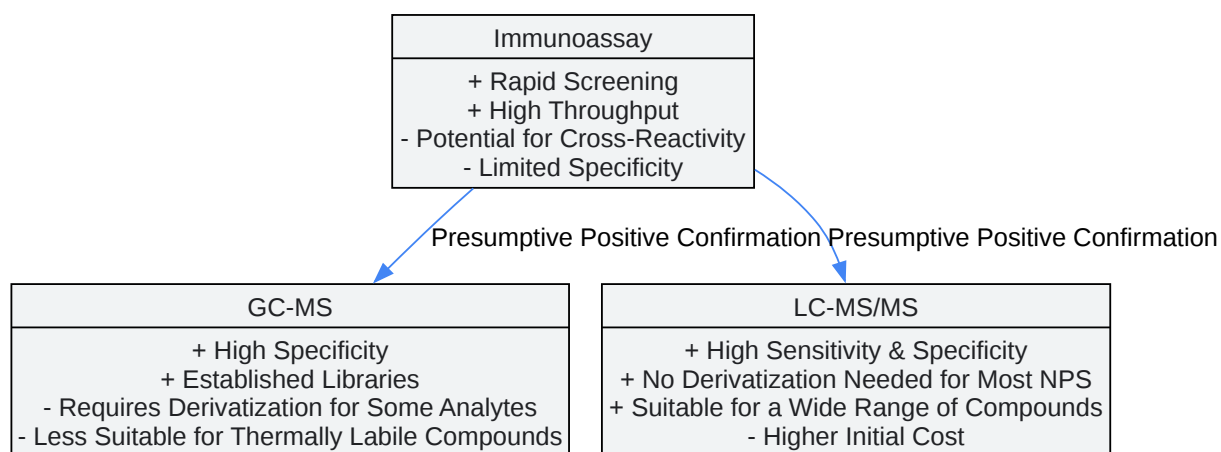 Immunoassay
+ Rapid Screening
+ High Throughput
- Potential for Cross-Reactivity
- Limited Specificity
Presumptive Positive Confirmation
Presumptive Positive Confirmation
GC-MS
+ High Specificity
+ Established Libraries
- Requires Derivatization for Some Analytes
- Less Suitable for Thermally Labile Compounds
LC-MS/MS
+ High Sensitivity & Specificity
+ No Derivatization Needed for Most NPS
+ Suitable for a Wide Range of Compounds
- Higher Initial Cost